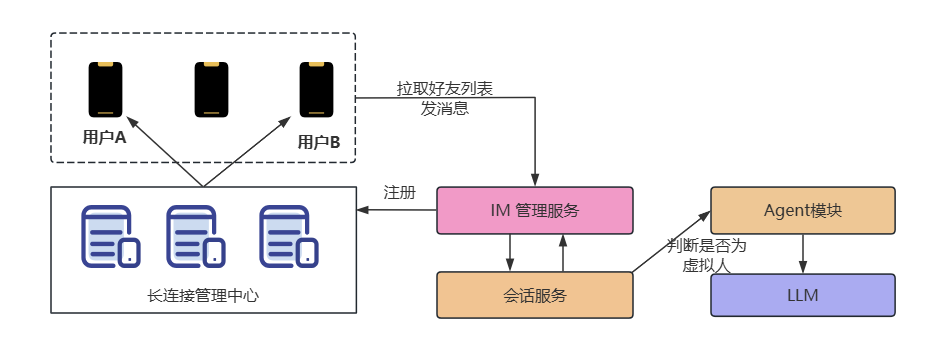 用户A
用户B
拉取好友列表
发消息
注册
IM 管理服务
Agent模块
判断是否为
虚拟人
长连接管理中心
会话服务
LLM